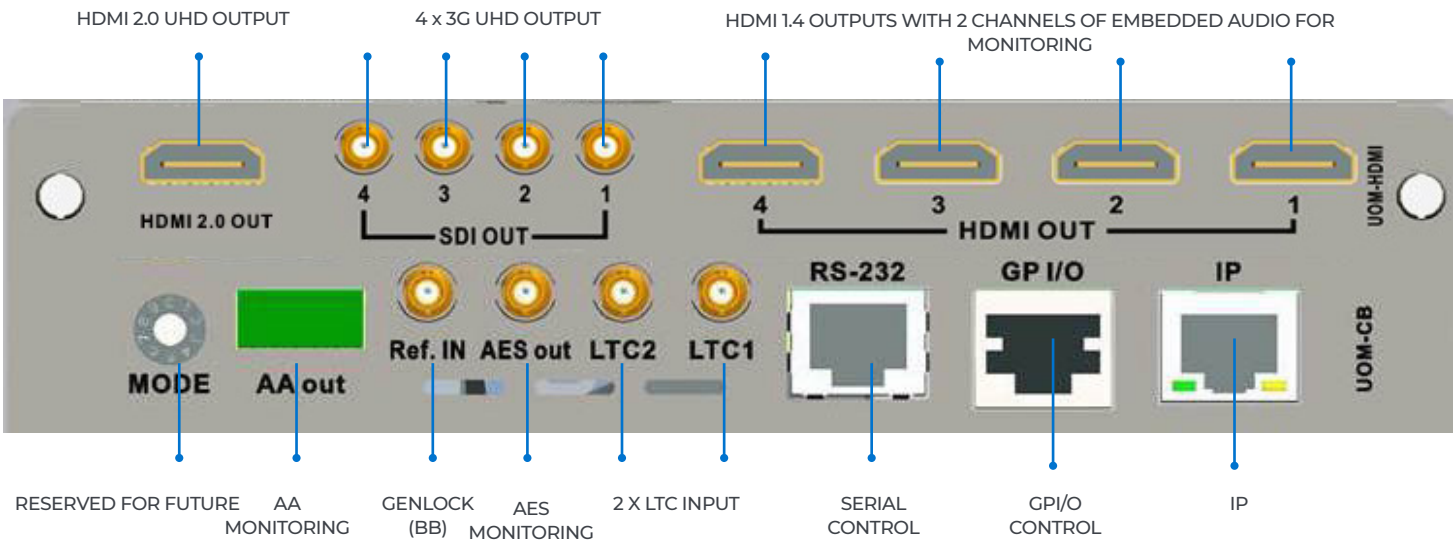 HDMI 2.0 UHD OUTPUT
4 x 3G UHD OUTPUT
HDMI 1.4 OUTPUTS WITH 2 CHANNELS OF EMBEDDED AUDIO FOR
MONITORING
HDMI 2.0 OUT
4 3 2 1
SDI OUT
4 3 2 1
HDMI OUT
UOM-HDMI
MODE
AA out
Ref. IN AES out LTC2 LTC1
RS-232
GP I/O
IP
UOM-CB
RESERVED FOR FUTURE
AA
MONITORING
GENLOCK
(BB)
AES
MONITORING
2 X LTC INPUT
SERIAL
CONTROL
GPI/O
CONTROL
IP